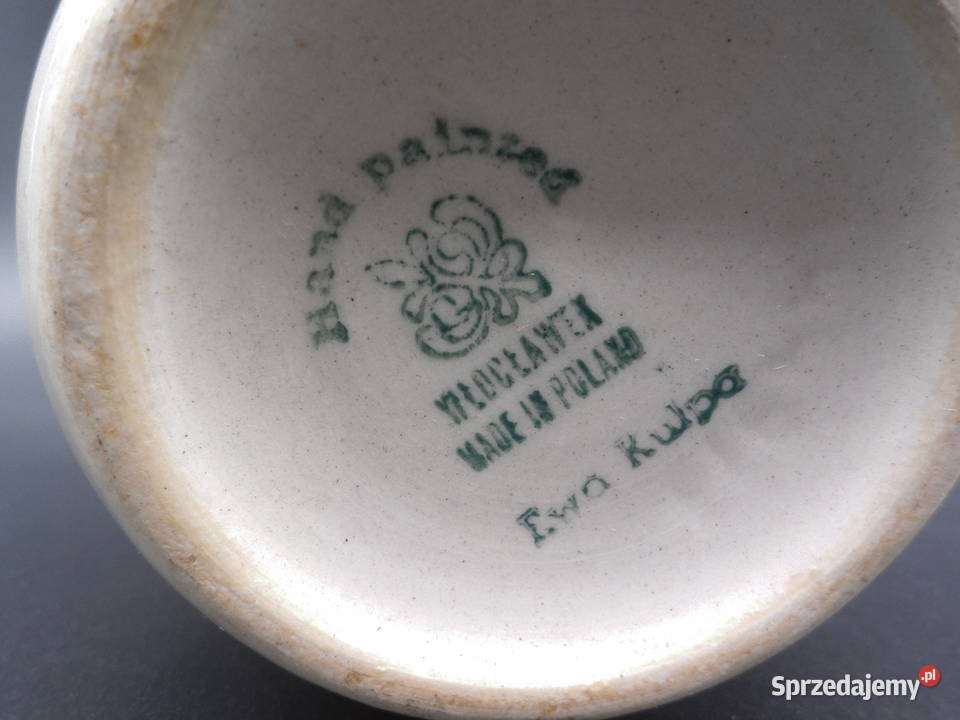 Hand painted
WŁOCŁAWEK
MADE IN POLAND
Ewa Kulpa
Sprzedajemy.pl